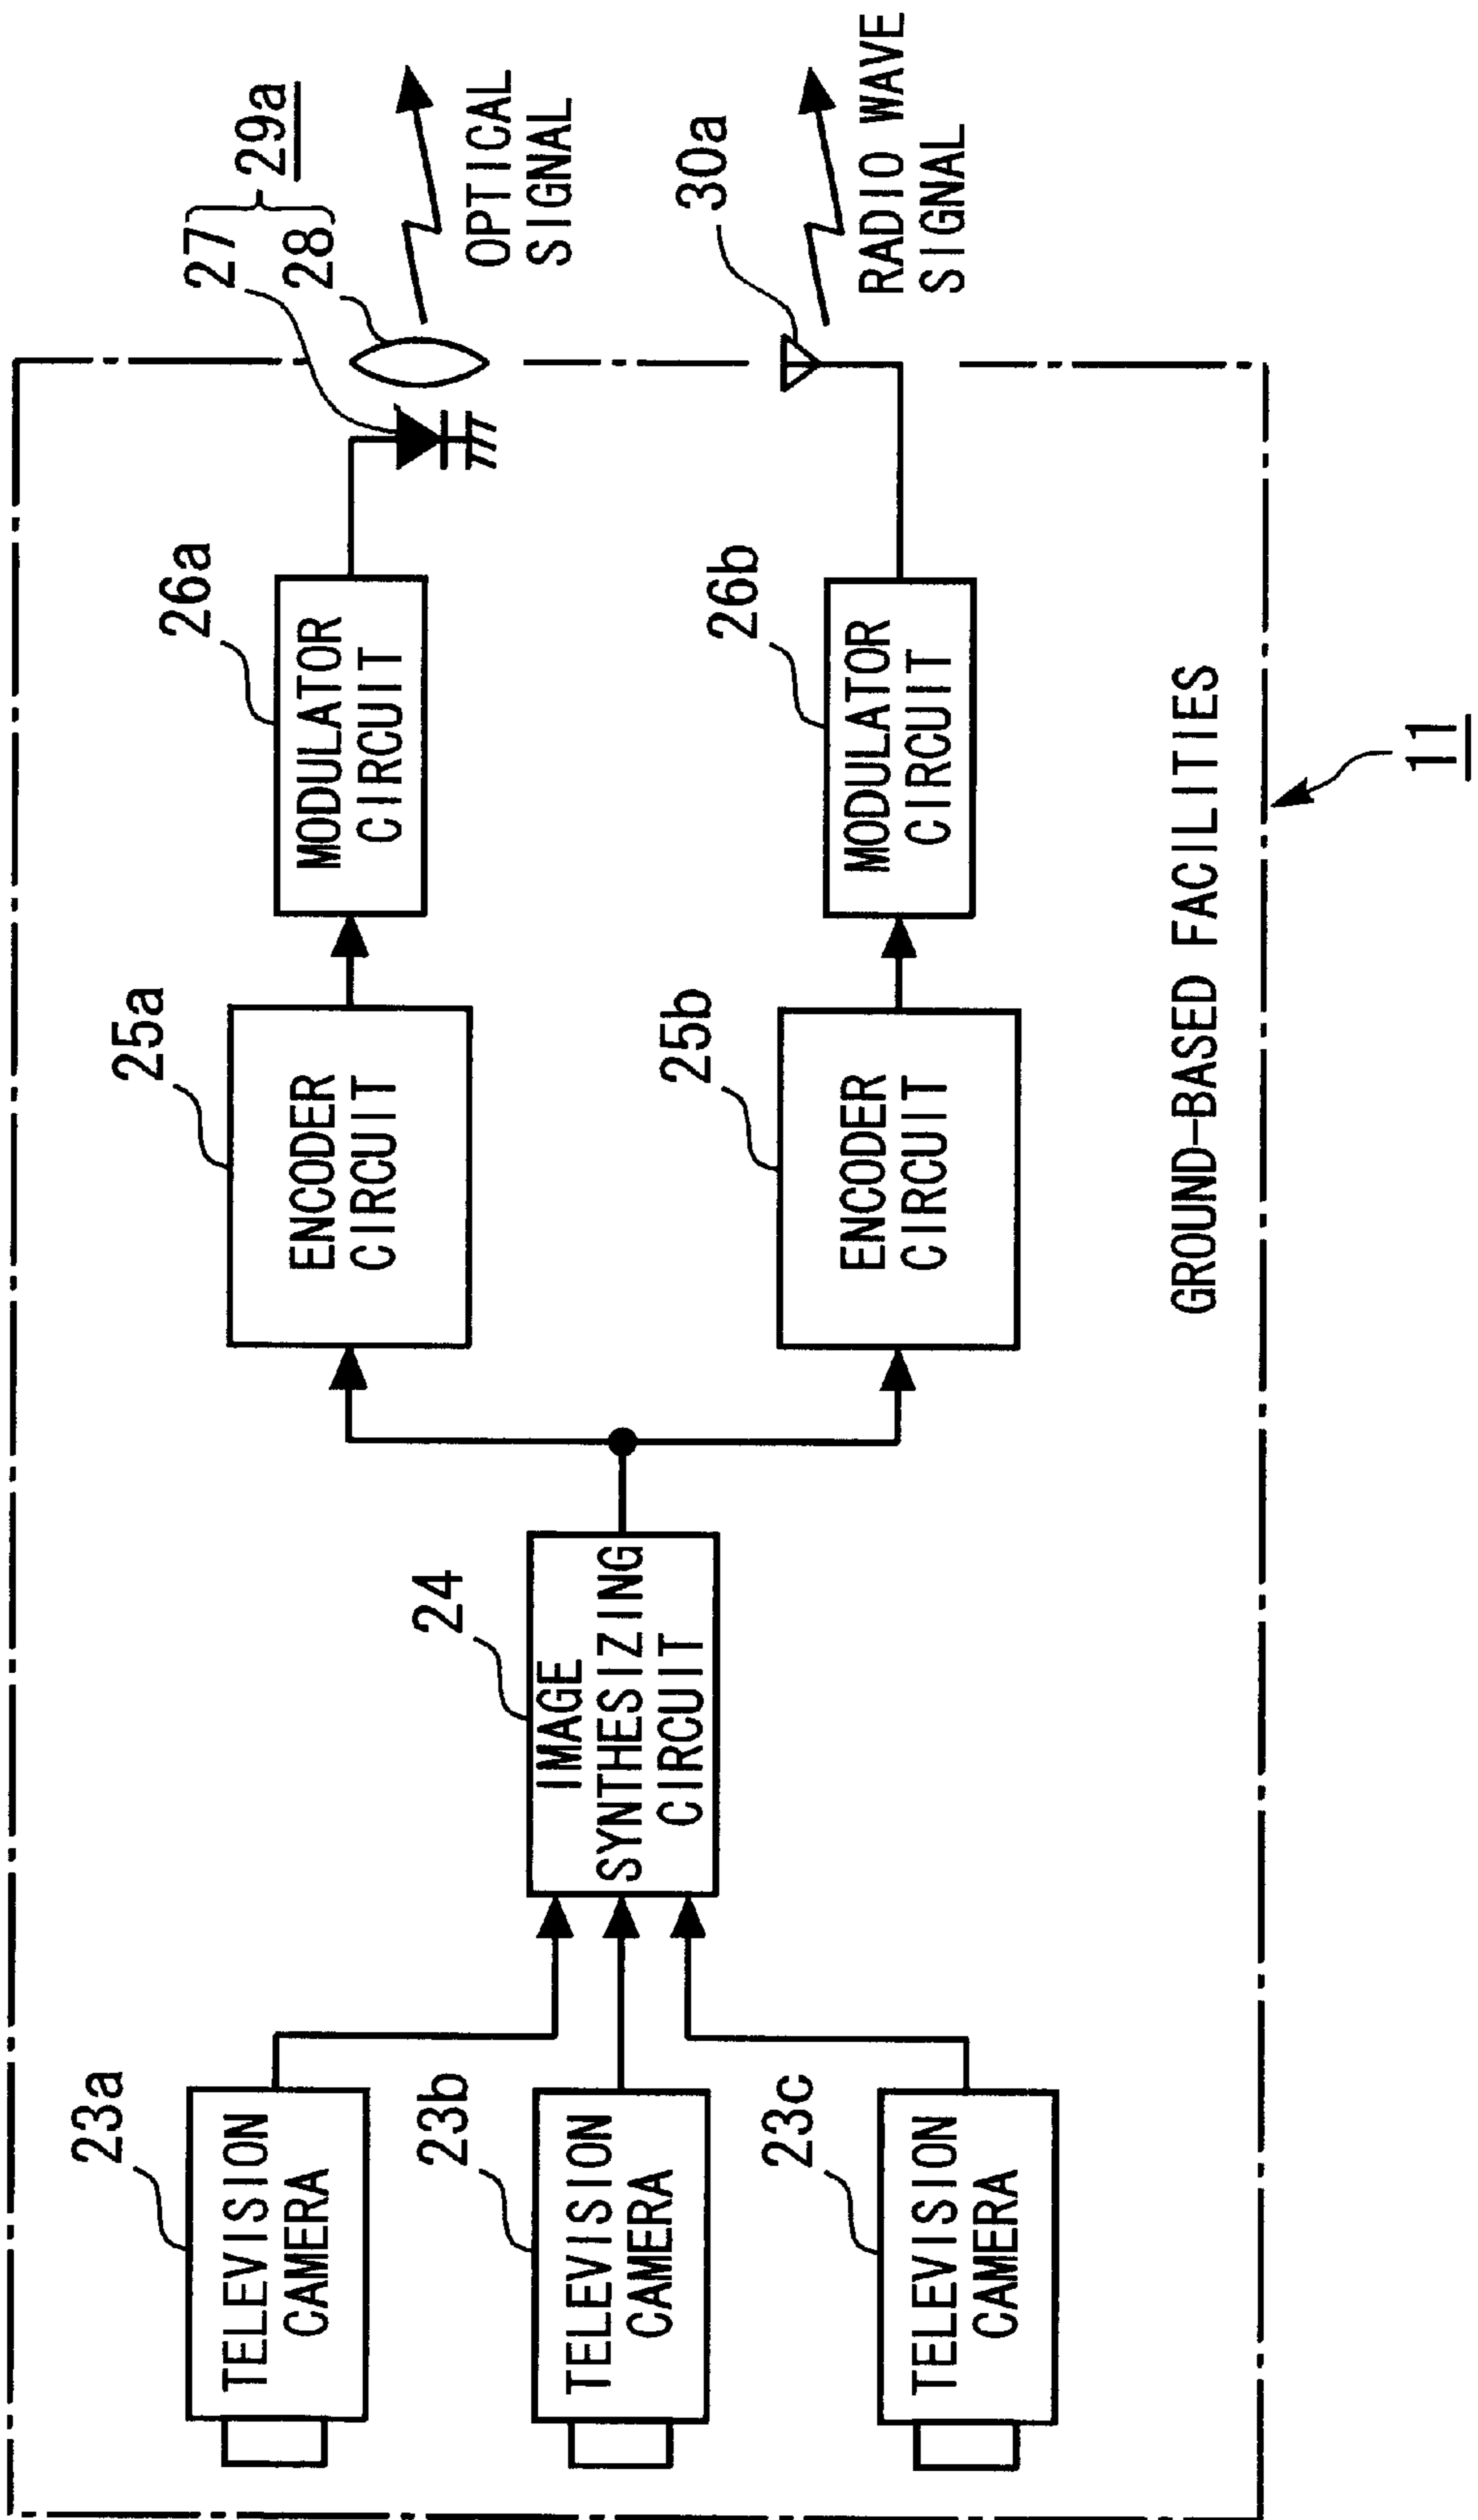 23a
TELEVISION
CAMERA
23b
TELEVISION
CAMERA
23c
TELEVISION
CAMERA
24
IMAGE
SYNTHESIZING
CIRCUIT
25a
ENCODER
CIRCUIT
25b
ENCODER
CIRCUIT
26a
MODULATOR
CIRCUIT
26b
MODULATOR
CIRCUIT
27
28
29a
OPTICAL
SIGNAL
30a
RADIO WAVE
SIGNAL
GROUND-BASED FACILITIES
11